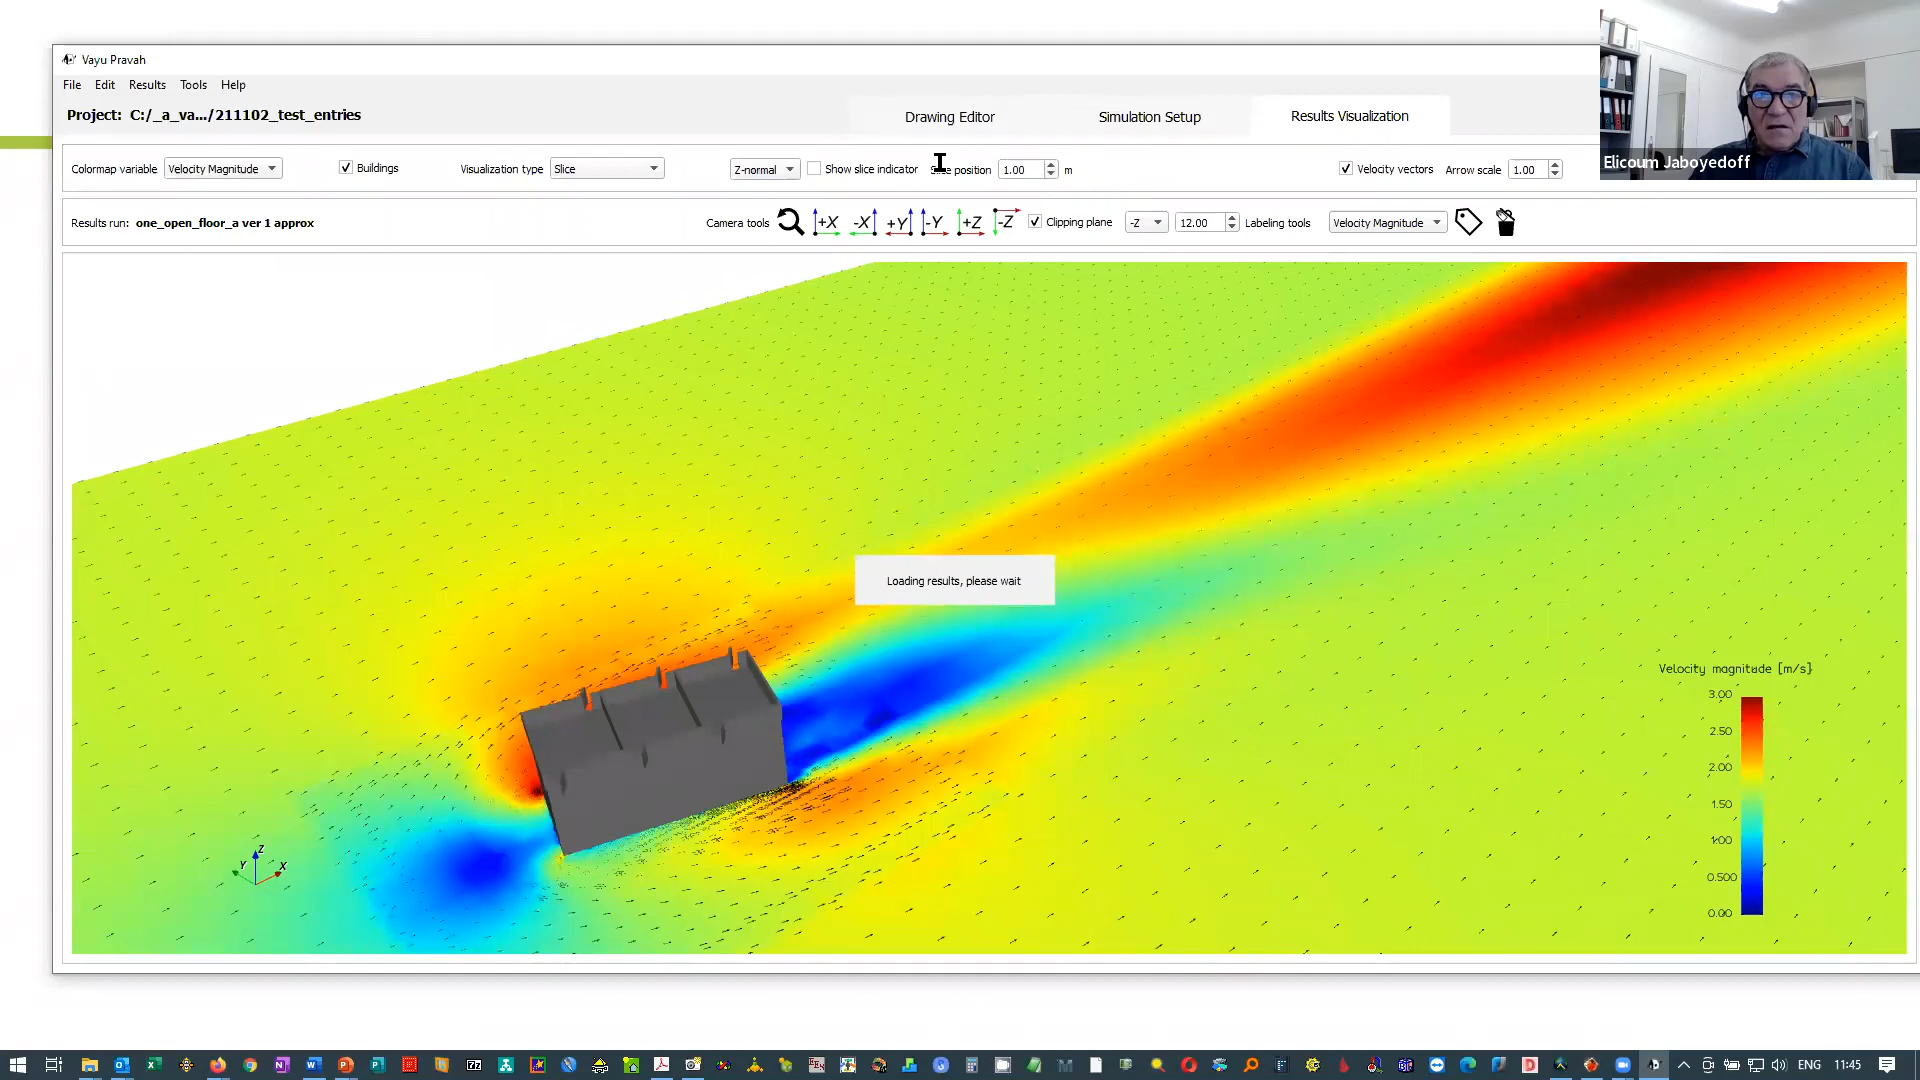 Vayu Pravah
File Edit Results Tools Help
Project: C:/_a_va.../211102_test_entries
Drawing Editor Simulation Setup Results Visualization
Elicoum Jaboyedoff
Colormap variable Velocity Magnitude Buildings Visualization type Slice Z-normal Show slice indicator position 1.00 m Velocity vectors Arrow scale 1.00
Results run: one_open_floor_a ver 1 approx Camera tools +X -X +Y -Y +Z -Z Clipping plane -Z 12.00 Labeling tools Velocity Magnitude
Loading results, please wait
Velocity magnitude [m/s]
3.00
2.50
2.00
1.50
1.00
0.500
0.00
Z
Y
X
ENG 11:45